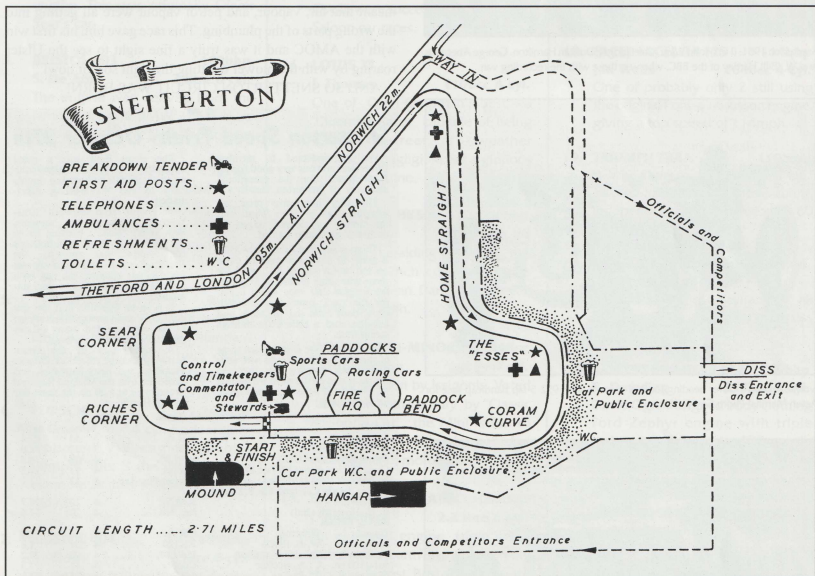 SNETTERTON
BREAKDOWN TENDER
FIRST AID POSTS...
TELEPHONES
AMBULANCES
REFRESHMENTS...
TOILETS.......... W.C
WAY IN
NORWICH 22m.
A.II.
THETFORD AND LONDON 95m.
NORWICH STRAIGHT
HOME STRAIGHT
Officials and
Competitors
SEAR
CORNER
PADDOCKS
Sports Cars
Racing Cars
Control
and Timekeepers
Commentator
and
Stewards
FIRE
H.Q
PADDOCK
BEND
THE
"ESSES"
CORAM
CURVE
RICHES
CORNER
DISS
Diss Entrance
and Exit
Car Park and
Public Enclosure
W.C.
START
& FINISH
Car Park W.C. and Public Enclosure
MOUND
HANGAR
CIRCUIT LENGTH...... 2·71 MILES
Officials and Competitors Entrance